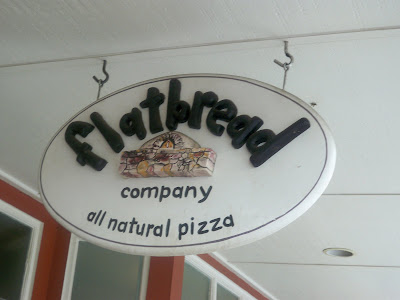 flatbread
company
all natural pizza